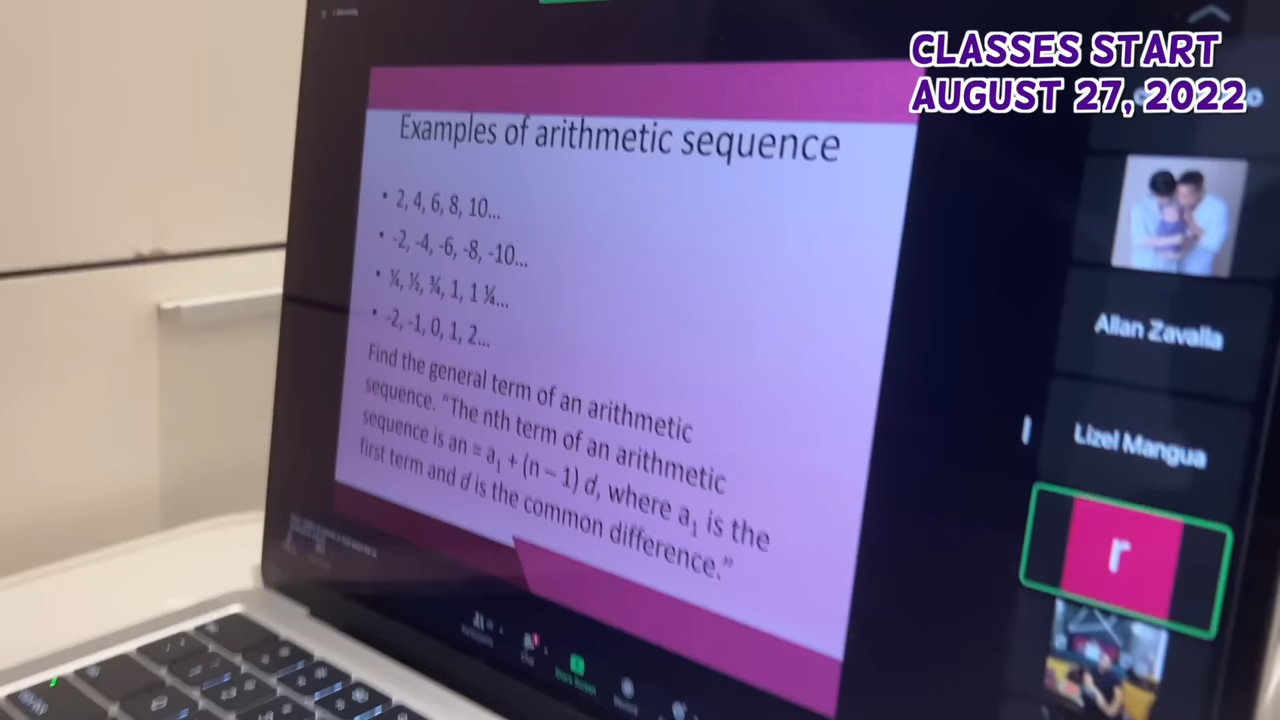 CLASSES START
AUGUST 27, 2022
Examples of arithmetic sequence
• 2, 4, 6, 8, 10...
• -2, -4, -6, -8, -10...
• ¼, ½, ¾, 1, 1 ¼...
• -2, -1, 0, 1, 2...
Find the general term of an arithmetic
sequence. "The nth term of an arithmetic
sequence is an = a₁ + (n – 1) d, where a₁ is the
first term and d is the common difference."
Allan Zavalla
Lizel Mangua
r